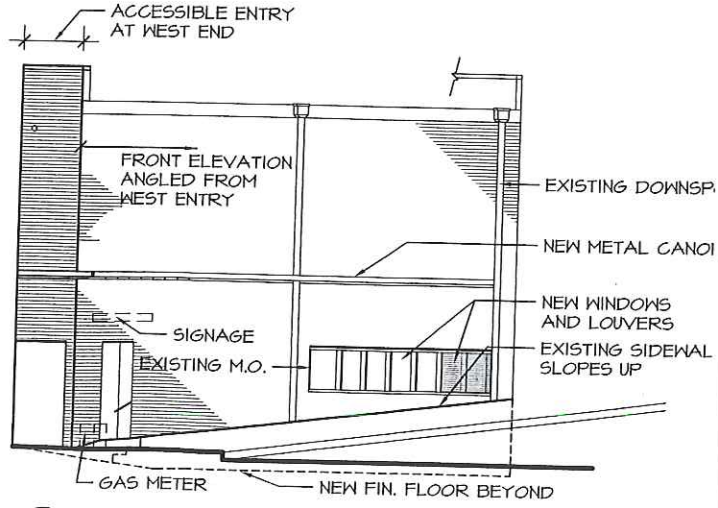 ACCESSIBLE ENTRY
AT WEST END
FRONT ELEVATION
ANGLED FROM
WEST ENTRY
EXISTING DOWNSP
NEW METAL CANO
NEW WINDOWS
AND LOUVERS
SIGNAGE
EXISTING M.O.
EXISTING SIDEWAL
SLOPES UP
GAS METER
NEW FIN. FLOOR BEYOND